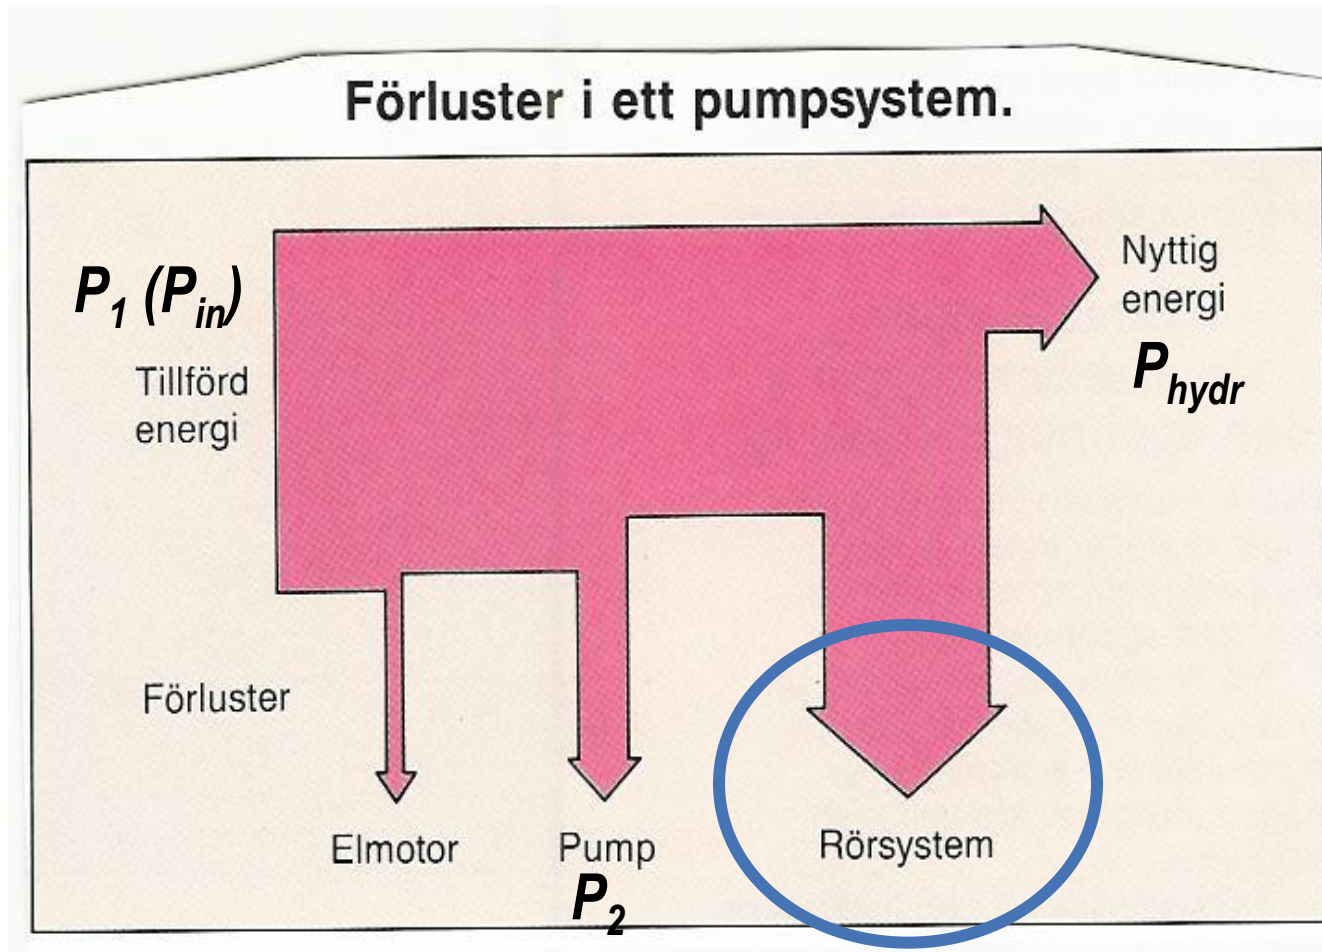 Förluster i ett pumpsystem.
P1 (Pin)
Tillförd
energi
Nyttig
energi
Phydr
Förluster
Elmotor
Pump
P2
Rörsystem